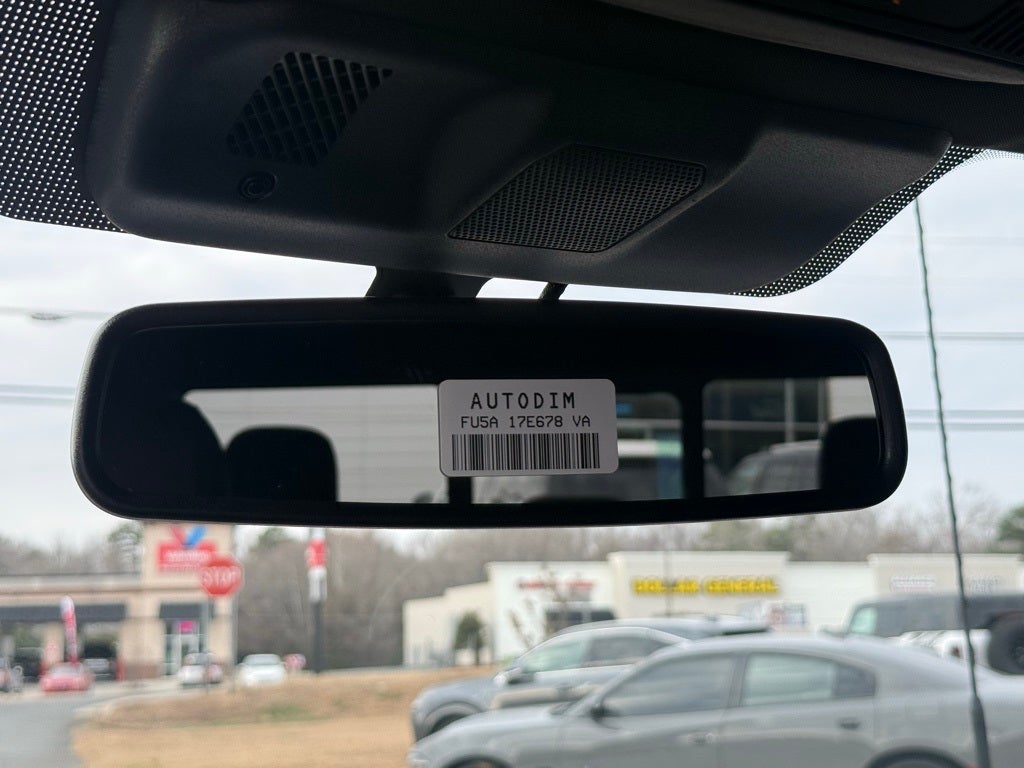 AUTODIM
FU5A 17E678 VA
STOP
DOLLAR GENERAL